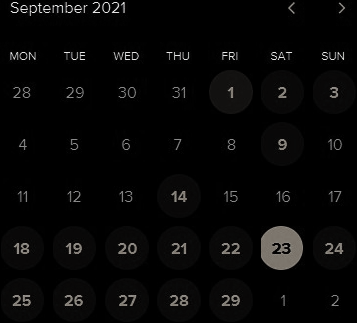 September 2021
MON TUE WED THU FRI SAT SUN
28 29 30 31 1 2 3
4 5 6 7 8 9 10
11 12 13 14 15 16 17
18 19 20 21 22 23 24
25 26 27 28 29 1 2